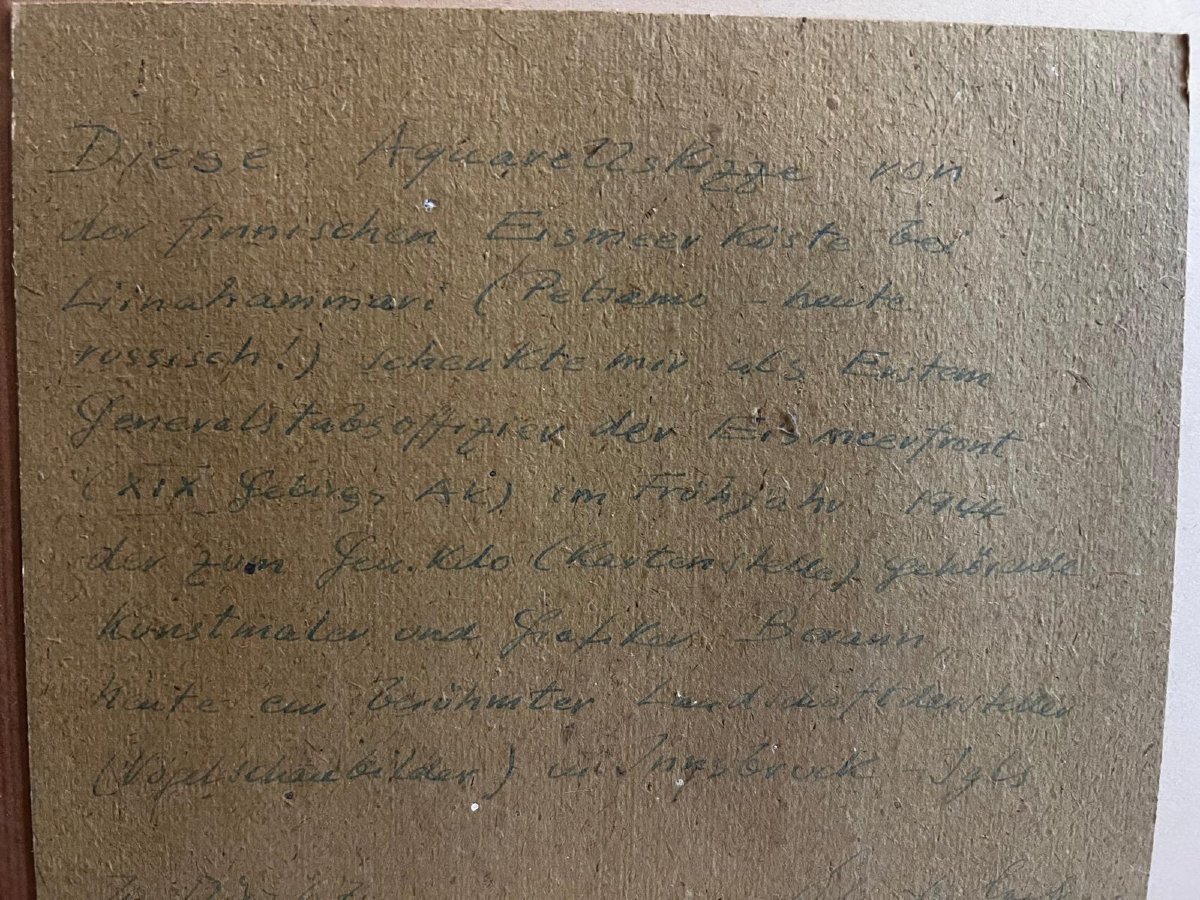 Diese Aquarellskizze von
der finnischen Eismeerküste bei
Liinahammari (Petsamo - heute
russisch!) schenkte mir als Ersten
Generalstabsoffizier der Eismeerfront
(XIX Gebirgs AK) im Frühjahr 1944
der zum Gen. Kdo (Kartenstelle) gehörende
Kunstmaler und Grafiker Berann,
heute ein berühmter Landschaftdarsteller
(Vogelschaubilder) in Innsbruck - Igls